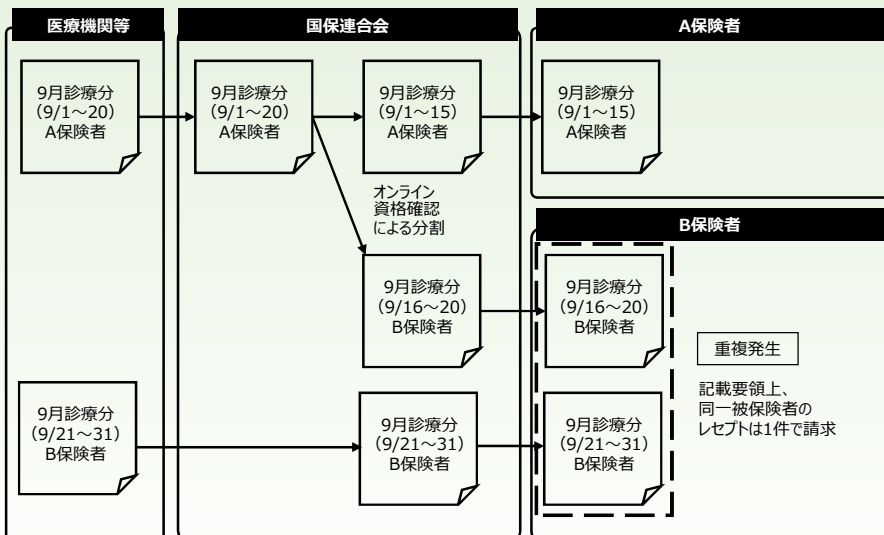 医療機関等
国保連合会
A保険者
9月診療分
（9/1～20）
A保険者
9月診療分
（9/1～20）
A保険者
9月診療分
（9/1～15）
A保険者
9月診療分
（9/1～15）
A保険者
オンライン
資格確認
による分割
B保険者
9月診療分
（9/16～20）
B保険者
9月診療分
（9/16～20）
B保険者
重複発生
記載要領上、
同一被保険者の
レセプトは1件で請求
9月診療分
（9/21～31）
B保険者
9月診療分
（9/21～31）
B保険者
9月診療分
（9/21～31）
B保険者